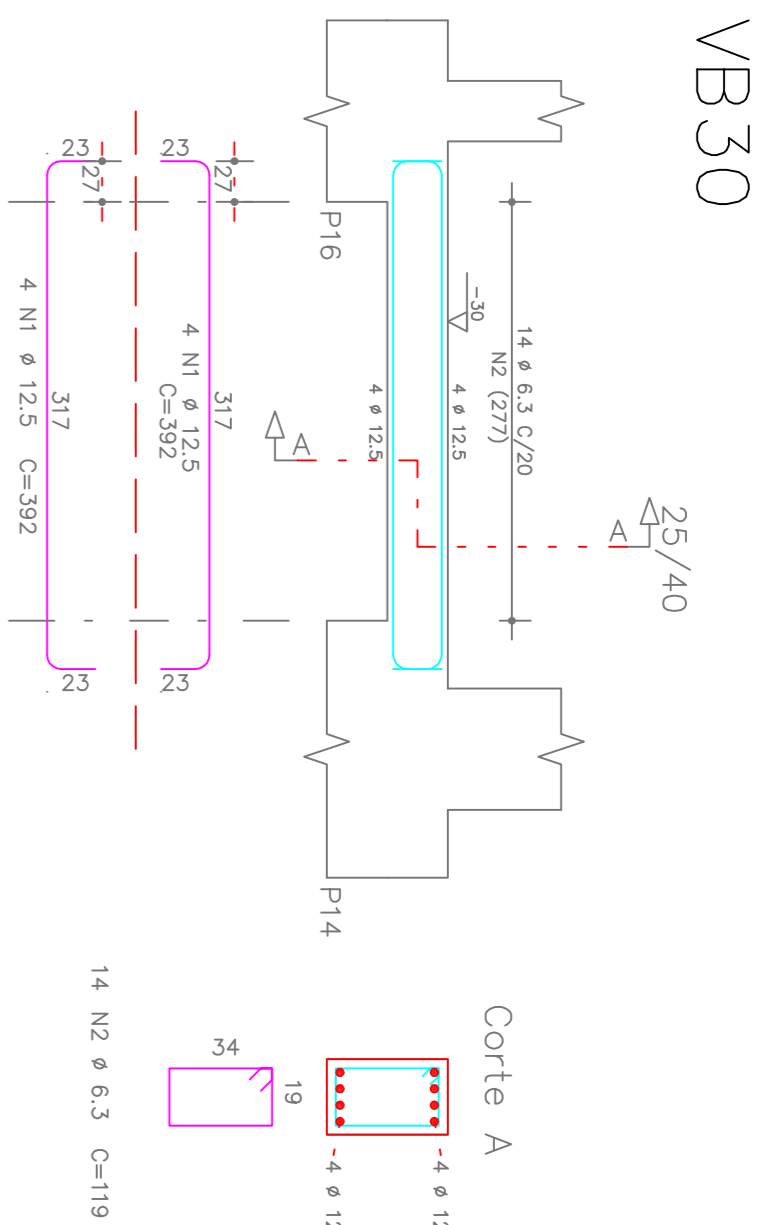 VB30
25/40
14 ø 6.3 C/20
N2 (277)
A
-30
4 ø 12.5
A
4 ø 12.5
P16
P14
27
23
317
4 N1 ø 12.5
C=392
23
27
23
317
4 N1 ø 12.5 C=392
23
Corte A
4 ø
4 ø
19
34
14 N2 ø 6.3 C=119